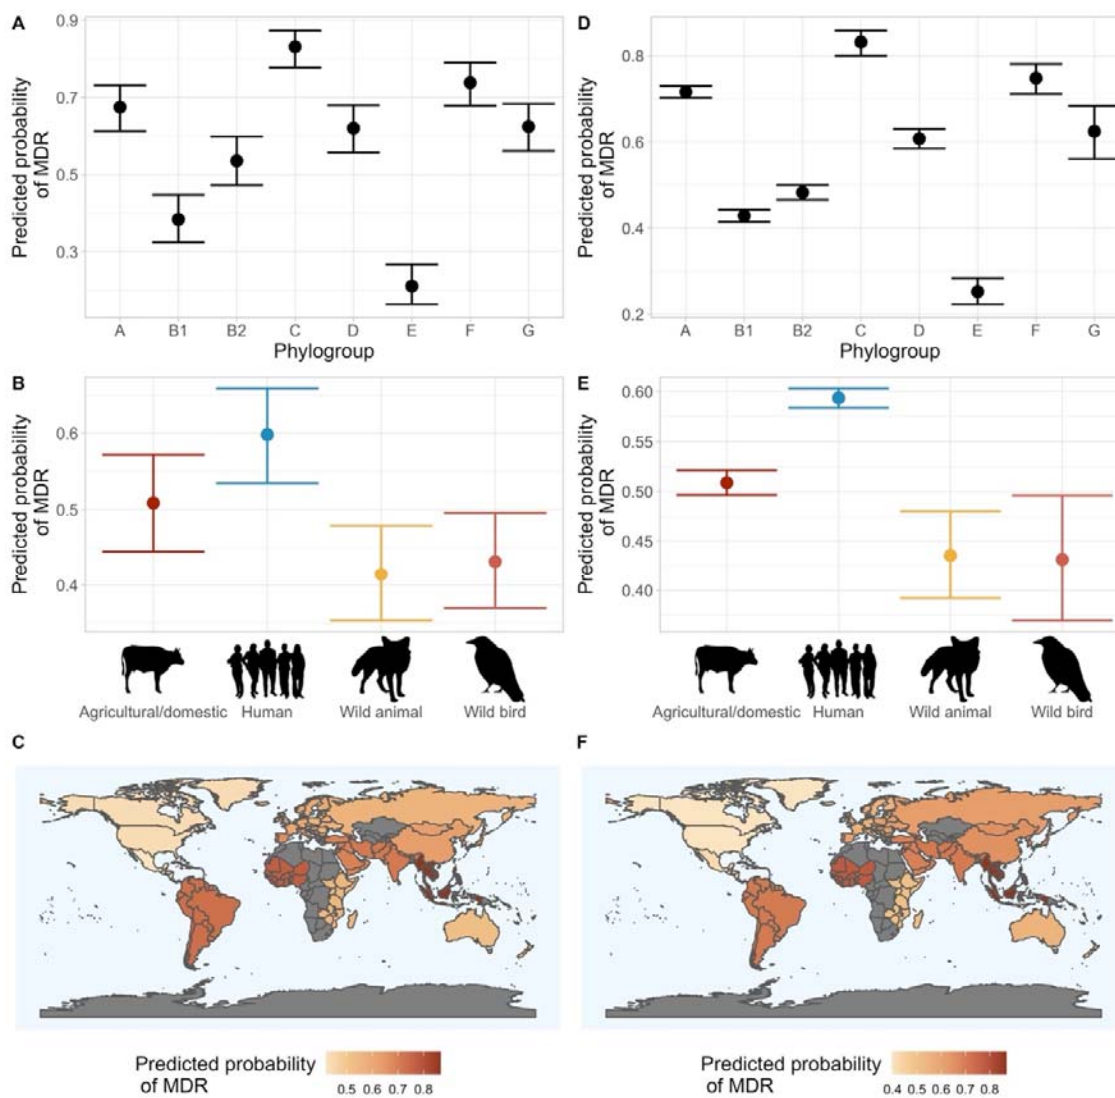 A
Predicted probability
of MDR
0.9
0.7
0.5
0.3
A B1 B2 C D E F G
Phylogroup
D
Predicted probability
of MDR
0.8
0.6
0.4
0.2
A B1 B2 C D E F G
Phylogroup
B
Predicted probability
of MDR
0.6
0.5
0.4
Agricultural/domestic Human Wild animal Wild bird
E
Predicted probability
of MDR
0.60
0.55
0.50
0.45
0.40
Agricultural/domestic Human Wild animal Wild bird
C
Predicted probability
of MDR
0.5 0.6 0.7 0.8
F
Predicted probability
of MDR
0.4 0.5 0.6 0.7 0.8